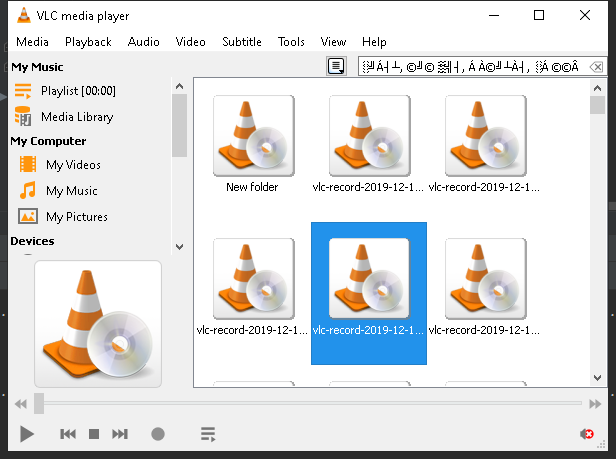 VLC media player
Media Playback Audio Video Subtitle Tools View Help
My Music
Playlist [00:00]
Media Library
My Computer
My Videos
My Music
My Pictures
Devices
New folder
vlc-record-2019-12-1...
vlc-record-2019-12-1...
vlc-record-2019-12-1...
vlc-record-2019-12-1...
vlc-record-2019-12-1...